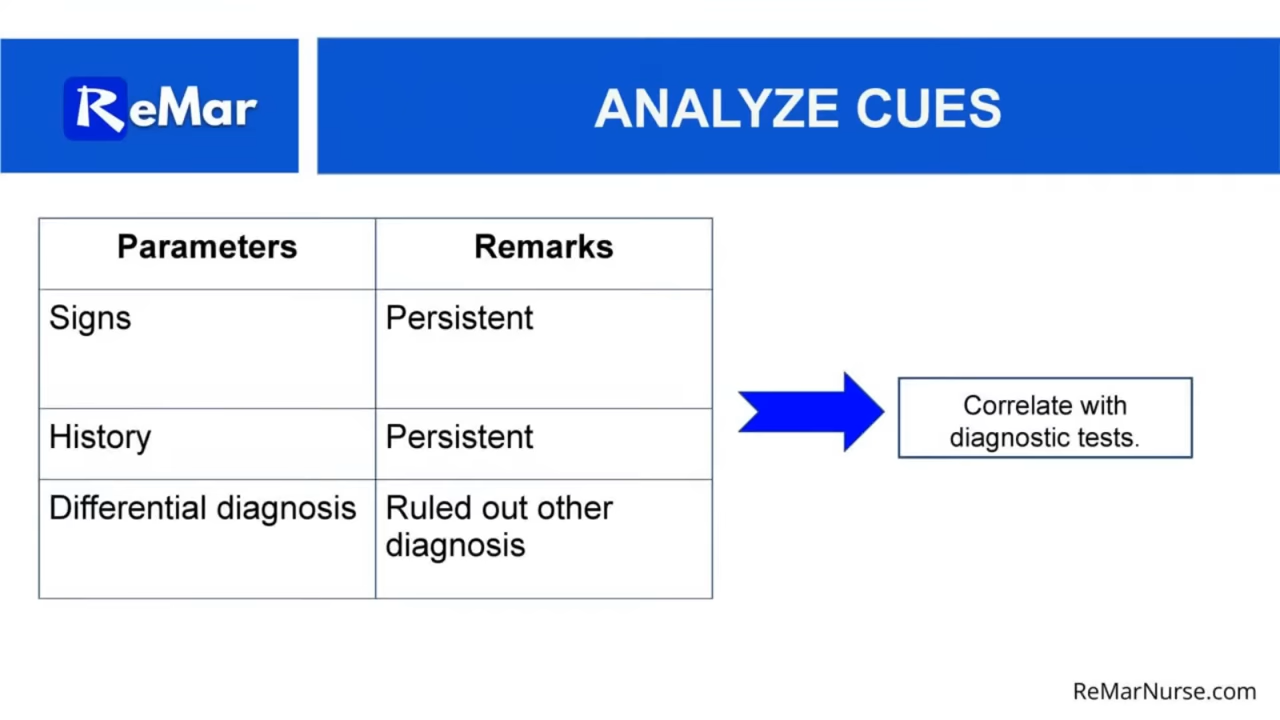 ReMar
ANALYZE CUES
Parameters
Remarks
Signs
Persistent
History
Persistent
Differential diagnosis
Ruled out other
diagnosis
Correlate with
diagnostic tests.
ReMarNurse.com